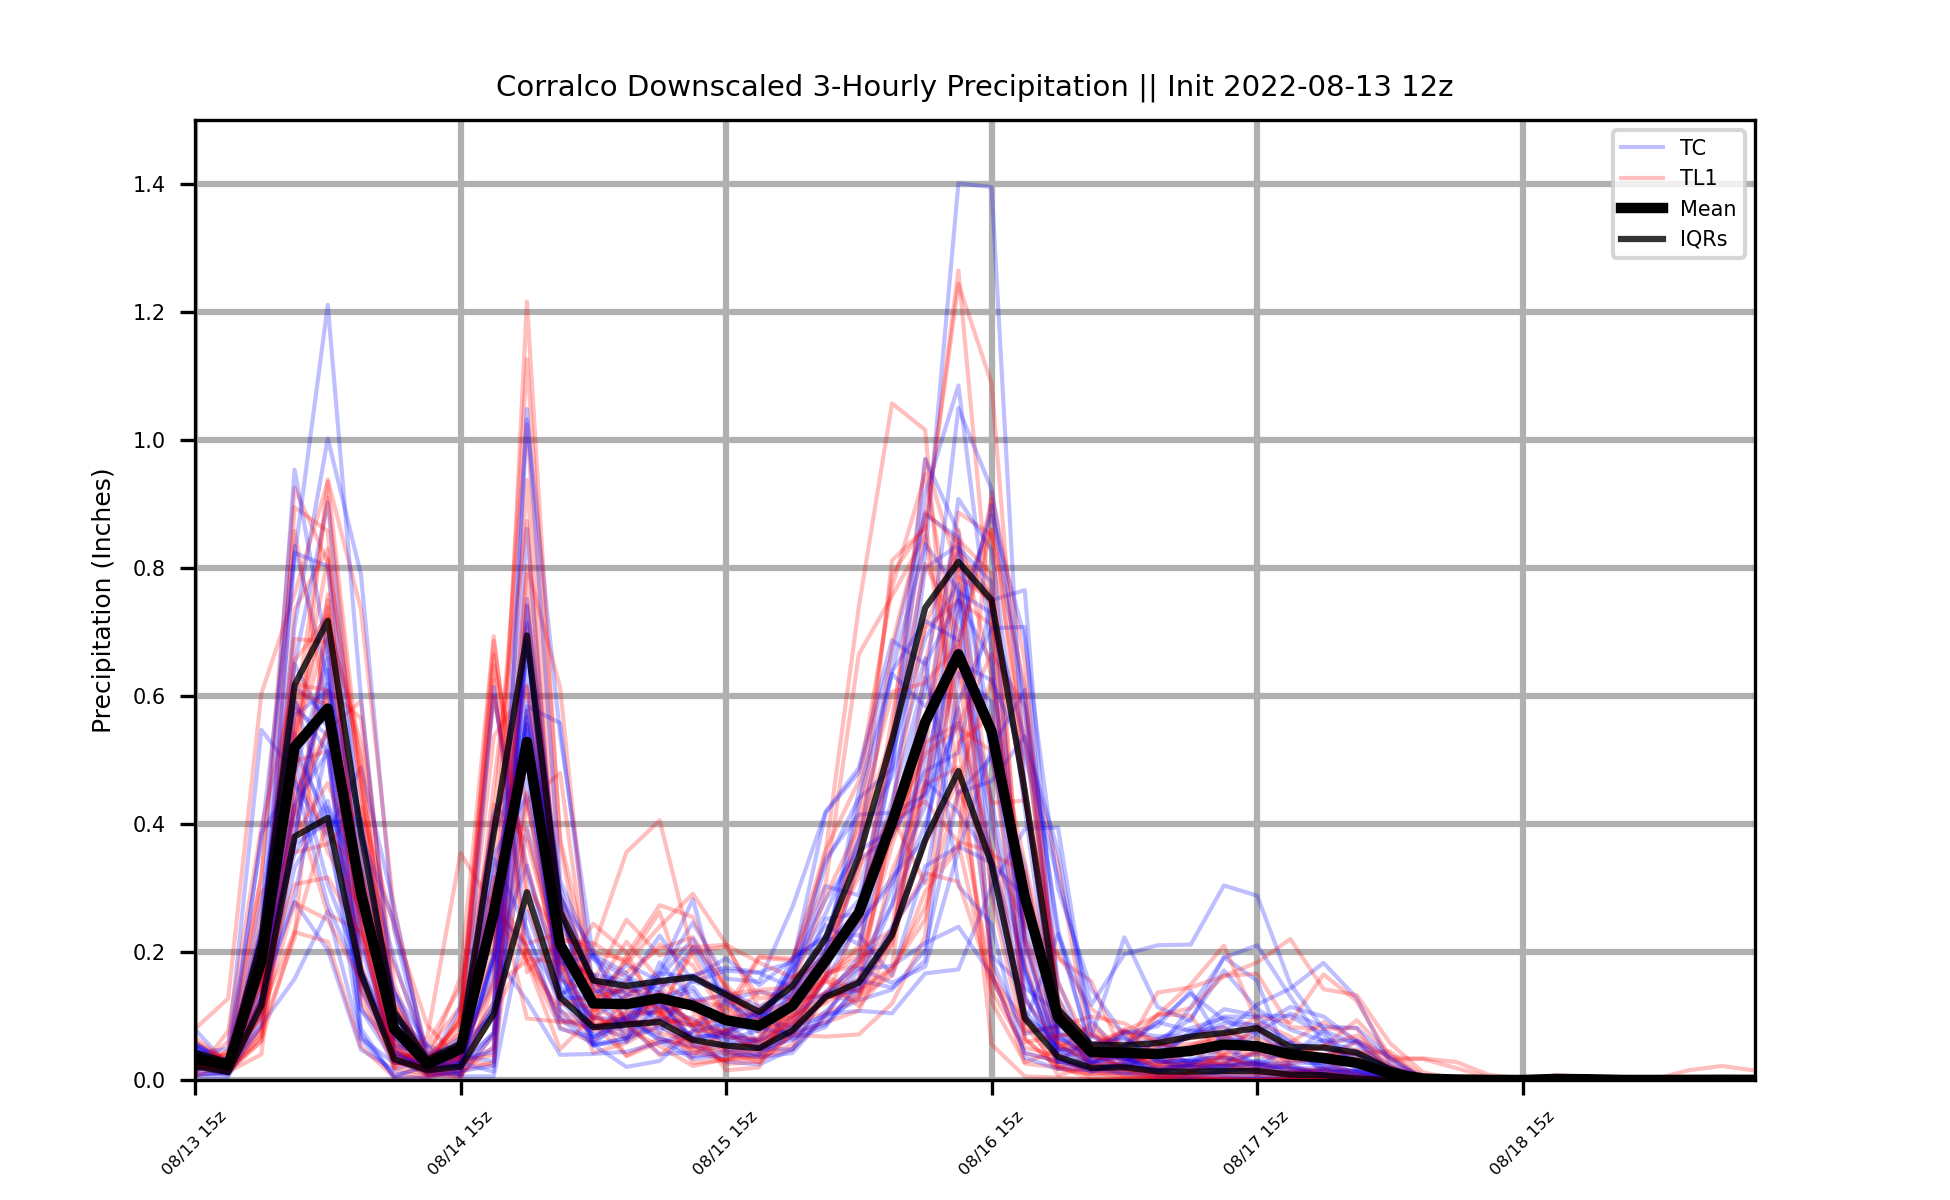 Corralco Downscaled 3-Hourly Precipitation || Init 2022-08-13 12z
TC
TL1
Mean
IQRs
Precipitation (Inches)
1.4
1.2
1.0
0.8
0.6
0.4
0.2
0.0
08/13 15z
08/14 15z
08/15 15z
08/16 15z
08/17 15z
08/18 15z